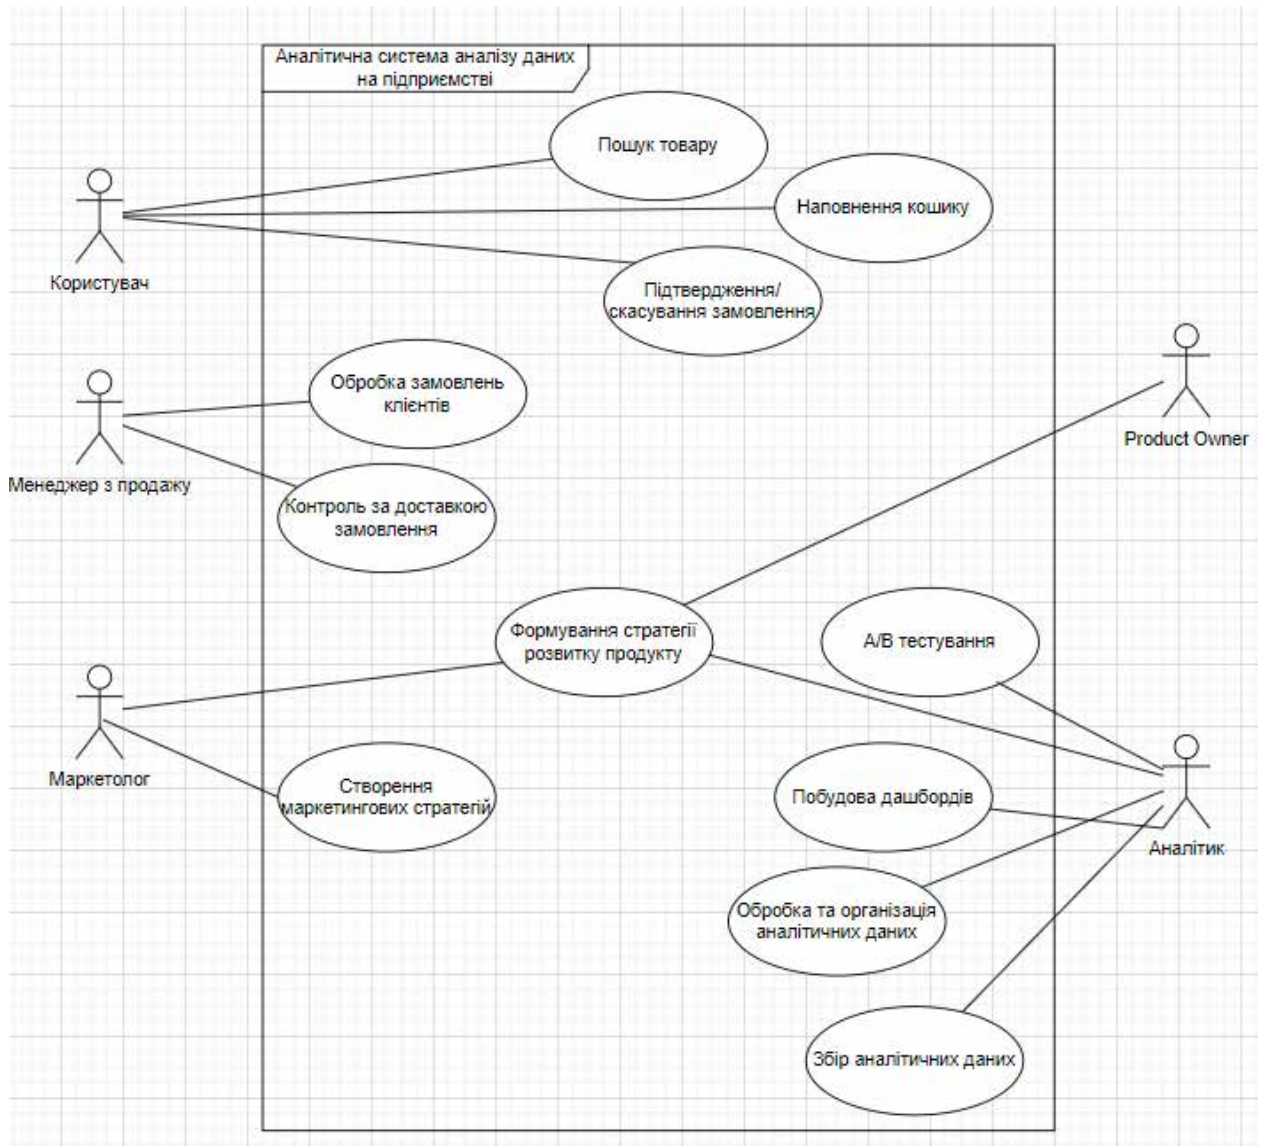 Аналітична система аналізу даних
на підприємстві
Пошук товару
Наповнення кошику
Користувач
Підтвердження/
скасування замовлення
Обробка замовлень
клієнтів
Product Owner
Менеджер з продажу
Контроль за доставкою
замовлення
Формування стратегії
розвитку продукту
А/В тестування
Маркетолог
Створення
маркетингових стратегій
Побудова дашбордів
Аналітик
Обробка та організація
аналітичних даних
Збір аналітичних даних